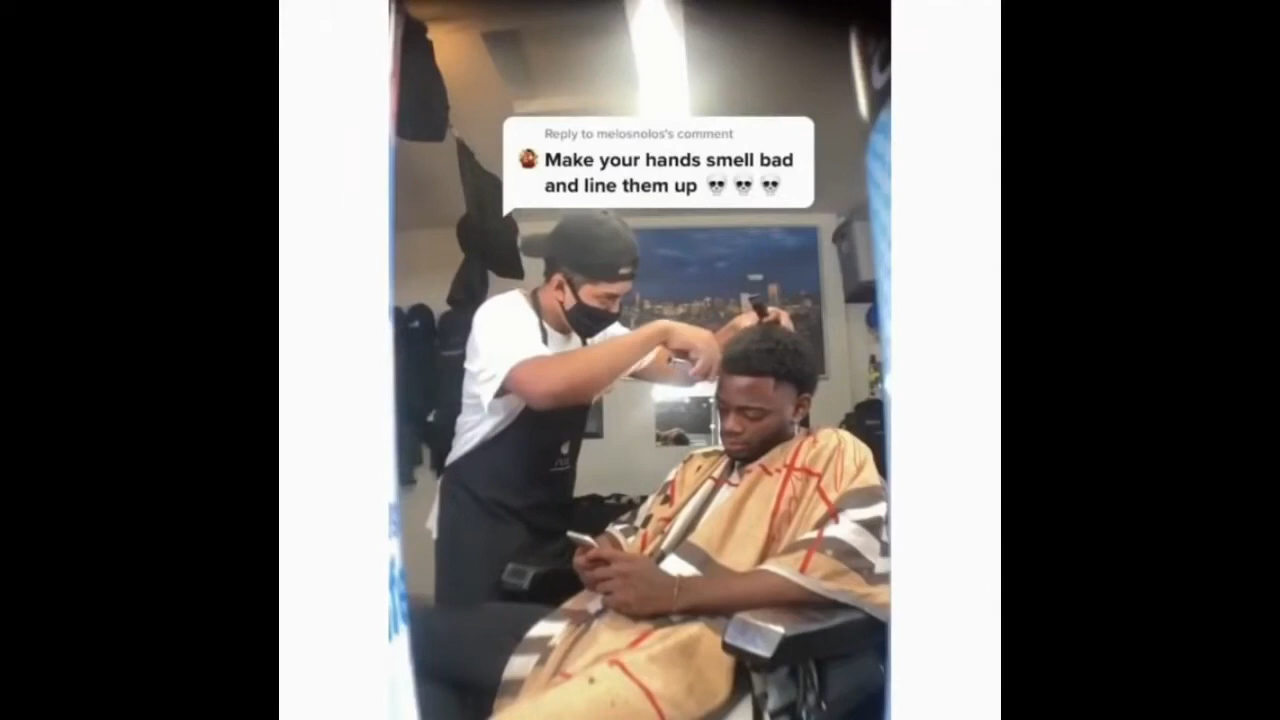 Reply to melosnolos's comment
Make your hands smell bad
and line them up 💀💀💀